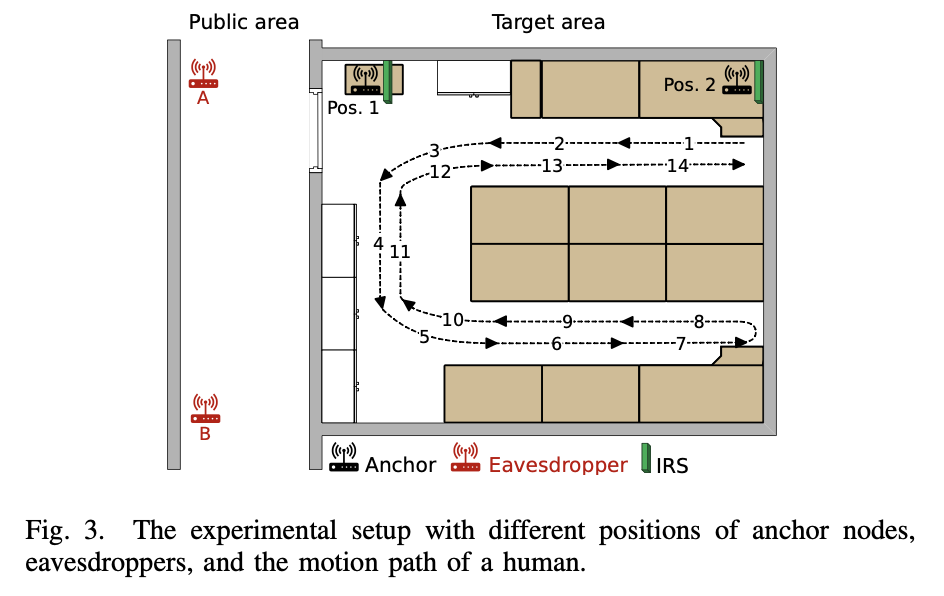 Public area
Target area
A
Pos. 1
Pos. 2
3
2
1
12
13
14
4
11
10
9
8
5
6
7
B
Anchor
Eavesdropper
IRS
Fig. 3. The experimental setup with different positions of anchor nodes,
eavesdroppers, and the motion path of a human.